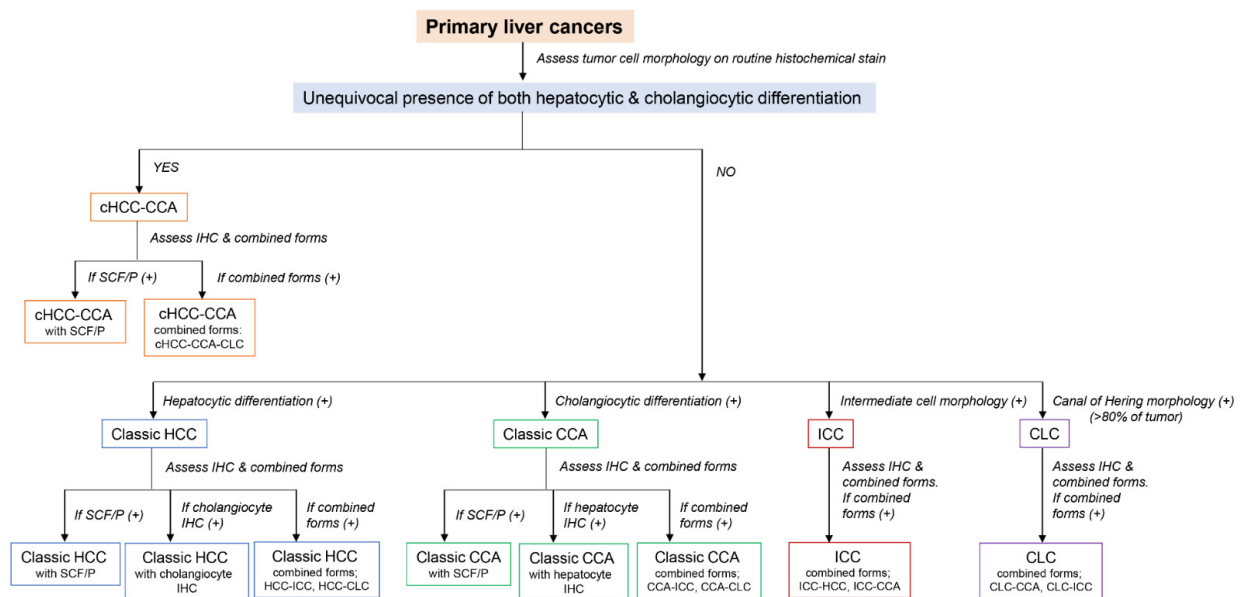 Primary liver cancers
Assess tumor cell morphology on routine histochemical stain
Unequivocal presence of both hepatocytic & cholangiocytic differentiation
YES
NO
cHCC-CCA
Assess IHC & combined forms
If SCF/P (+)
If combined forms (+)
cHCC-CCA
with SCF/P
cHCC-CCA
combined forms:
cHCC-CCA-CLC
Hepatocytic differentiation (+)
Cholangiocytic differentiation (+)
Intermediate cell morphology (+)
Canal of Hering morphology (+)
(>80% of tumor)
Classic HCC
Classic CCA
ICC
CLC
Assess IHC & combined forms
Assess IHC & combined forms
Assess IHC &
combined forms.
If combined
forms (+)
Assess IHC &
combined forms.
If combined
forms (+)
If SCF/P (+)
If cholangiocyte
IHC (+)
If combined
forms (+)
If SCF/P (+)
If hepatocyte
IHC (+)
If combined
forms (+)
Classic HCC
with SCF/P
Classic HCC
with cholangiocyte
IHC
Classic HCC
combined forms;
HCC-ICC, HCC-CLC
Classic CCA
with SCF/P
Classic CCA
with hepatocyte
IHC
Classic CCA
combined forms;
CCA-ICC, CCA-CLC
ICC
combined forms;
ICC-HCC, ICC-CCA
CLC
combined forms;
CLC-CCA, CLC-ICC